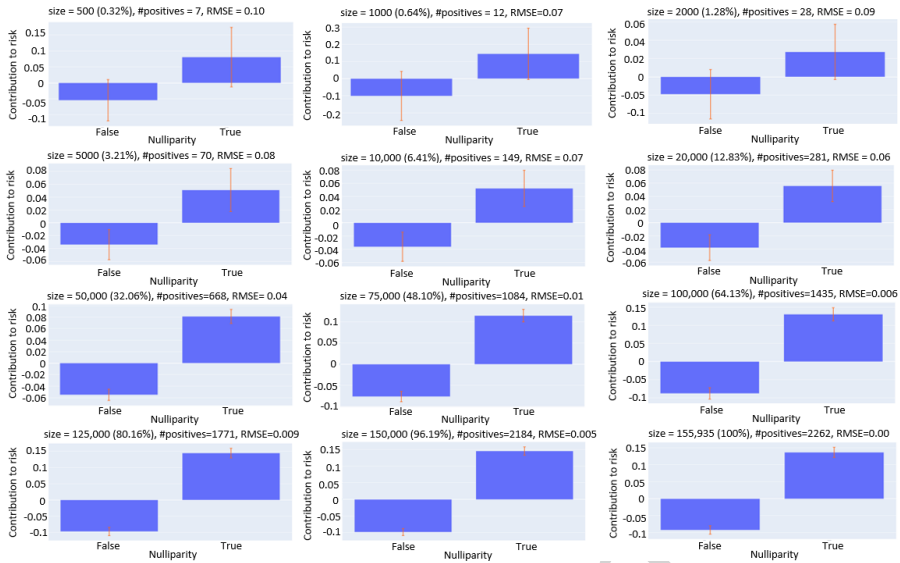 size = 500 (0.32%), #positives = 7, RMSE = 0.10
Contribution to risk
0.15
0.1
0.05
0
-0.05
-0.1
False
True
Nulliparity
size = 1000 (0.64%), #positives = 12, RMSE=0.07
Contribution to risk
0.3
0.2
0.1
0
-0.1
-0.2
False
True
Nulliparity
size = 2000 (1.28%), #positives = 28, RMSE = 0.09
Contribution to risk
0.06
0.04
0.02
0
-0.05
-0.1
False
True
Nulliparity
size = 5000 (3.21%), #positives = 70, RMSE = 0.08
Contribution to risk
0.08
0.06
0.04
0.02
0
-0.02
-0.04
-0.06
False
True
Nulliparity
size = 10,000 (6.41%), #positives = 149, RMSE = 0.07
Contribution to risk
0.08
0.06
0.04
0.02
0
-0.02
-0.04
-0.06
False
True
Nulliparity
size = 20,000 (12.83%), #positives=281, RMSE = 0.06
Contribution to risk
0.08
0.06
0.04
0.02
0
-0.02
-0.04
-0.06
False
True
Nulliparity
size = 50,000 (32.06%), #positives=668, RMSE= 0.04
Contribution to risk
0.1
0.08
0.06
0.04
0.02
0
-0.02
-0.04
-0.06
False
True
Nulliparity
size = 75,000 (48.10%), #positives=1084, RMSE=0.01
Contribution to risk
0.1
0.05
0
-0.05
-0.1
False
True
Nulliparity
size = 100,000 (64.13%), #positives=1435, RMSE=0.006
Contribution to risk
0.15
0.1
0.05
0
-0.05
-0.1
False
True
Nulliparity
size = 125,000 (80.16%), #positives=1771, RMSE=0.009
Contribution to risk
0.15
0.1
0.05
0
-0.05
-0.1
False
True
Nulliparity
size = 150,000 (96.19%), #positives=2184, RMSE=0.005
Contribution to risk
0.15
0.1
0.05
0
-0.05
-0.1
False
True
Nulliparity
size = 155,935 (100%), #positives=2262, RMSE=0.00
Contribution to risk
0.15
0.1
0.05
0
-0.05
-0.1
False
True
Nulliparity